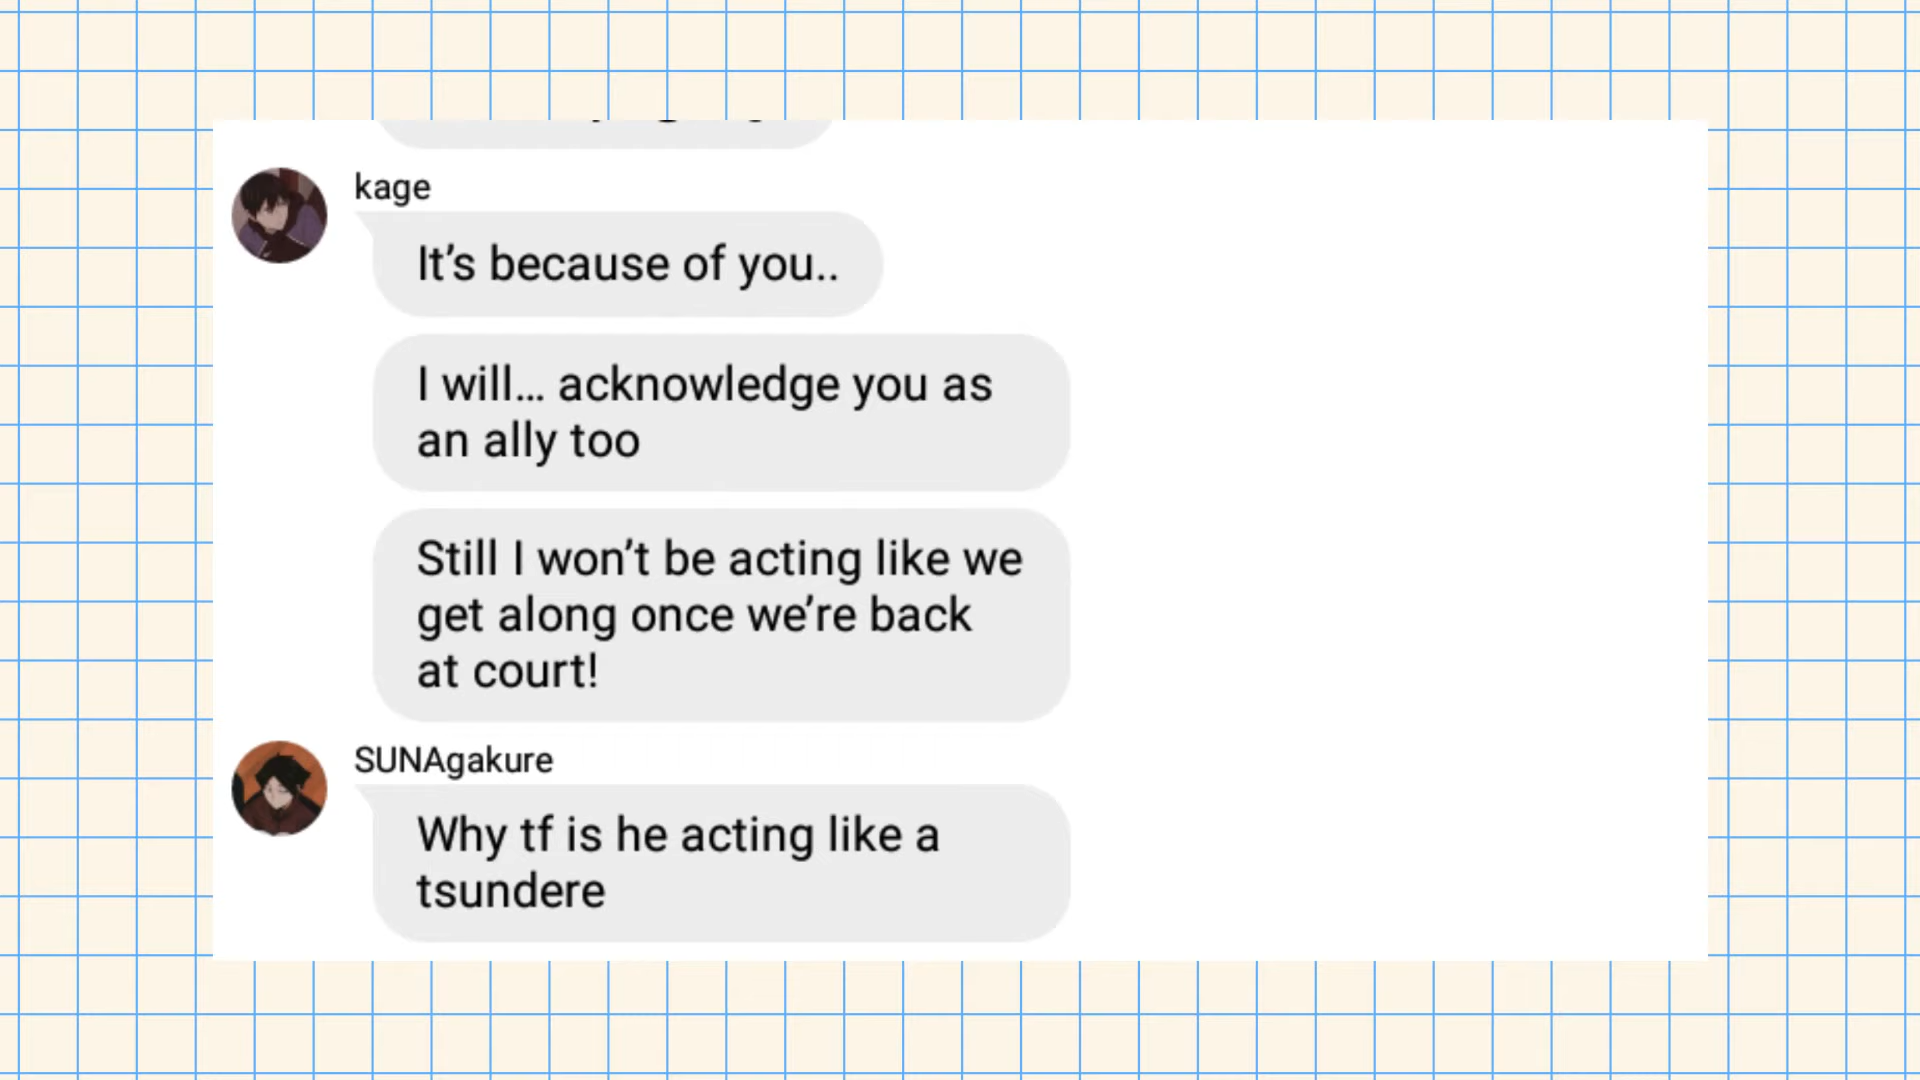 kage
It’s because of you..
I will... acknowledge you as
an ally too
Still I won’t be acting like we
get along once we’re back
at court!
SUNAgakure
Why tf is he acting like a
tsundere